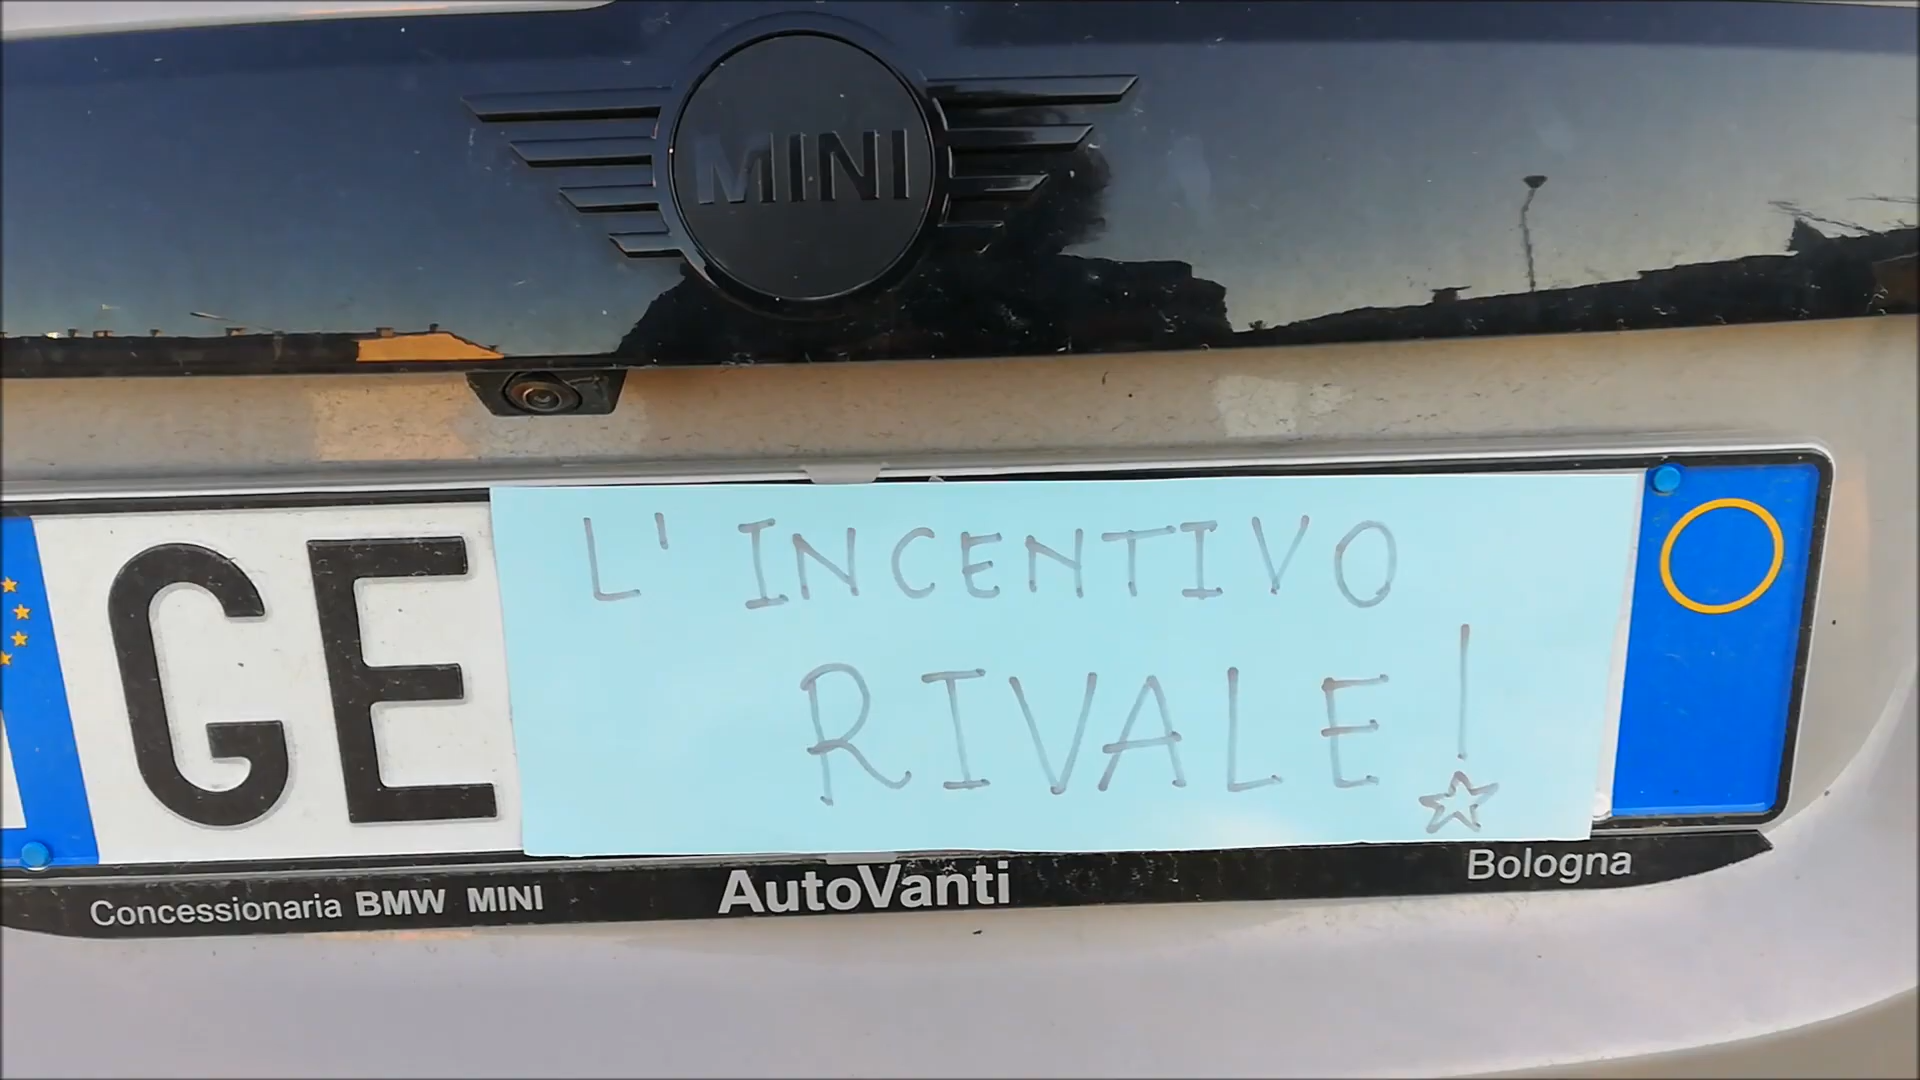 MINI
GE
L'INCENTIVO
RIVALE!
Concessionaria BMW MINI AutoVanti Bologna